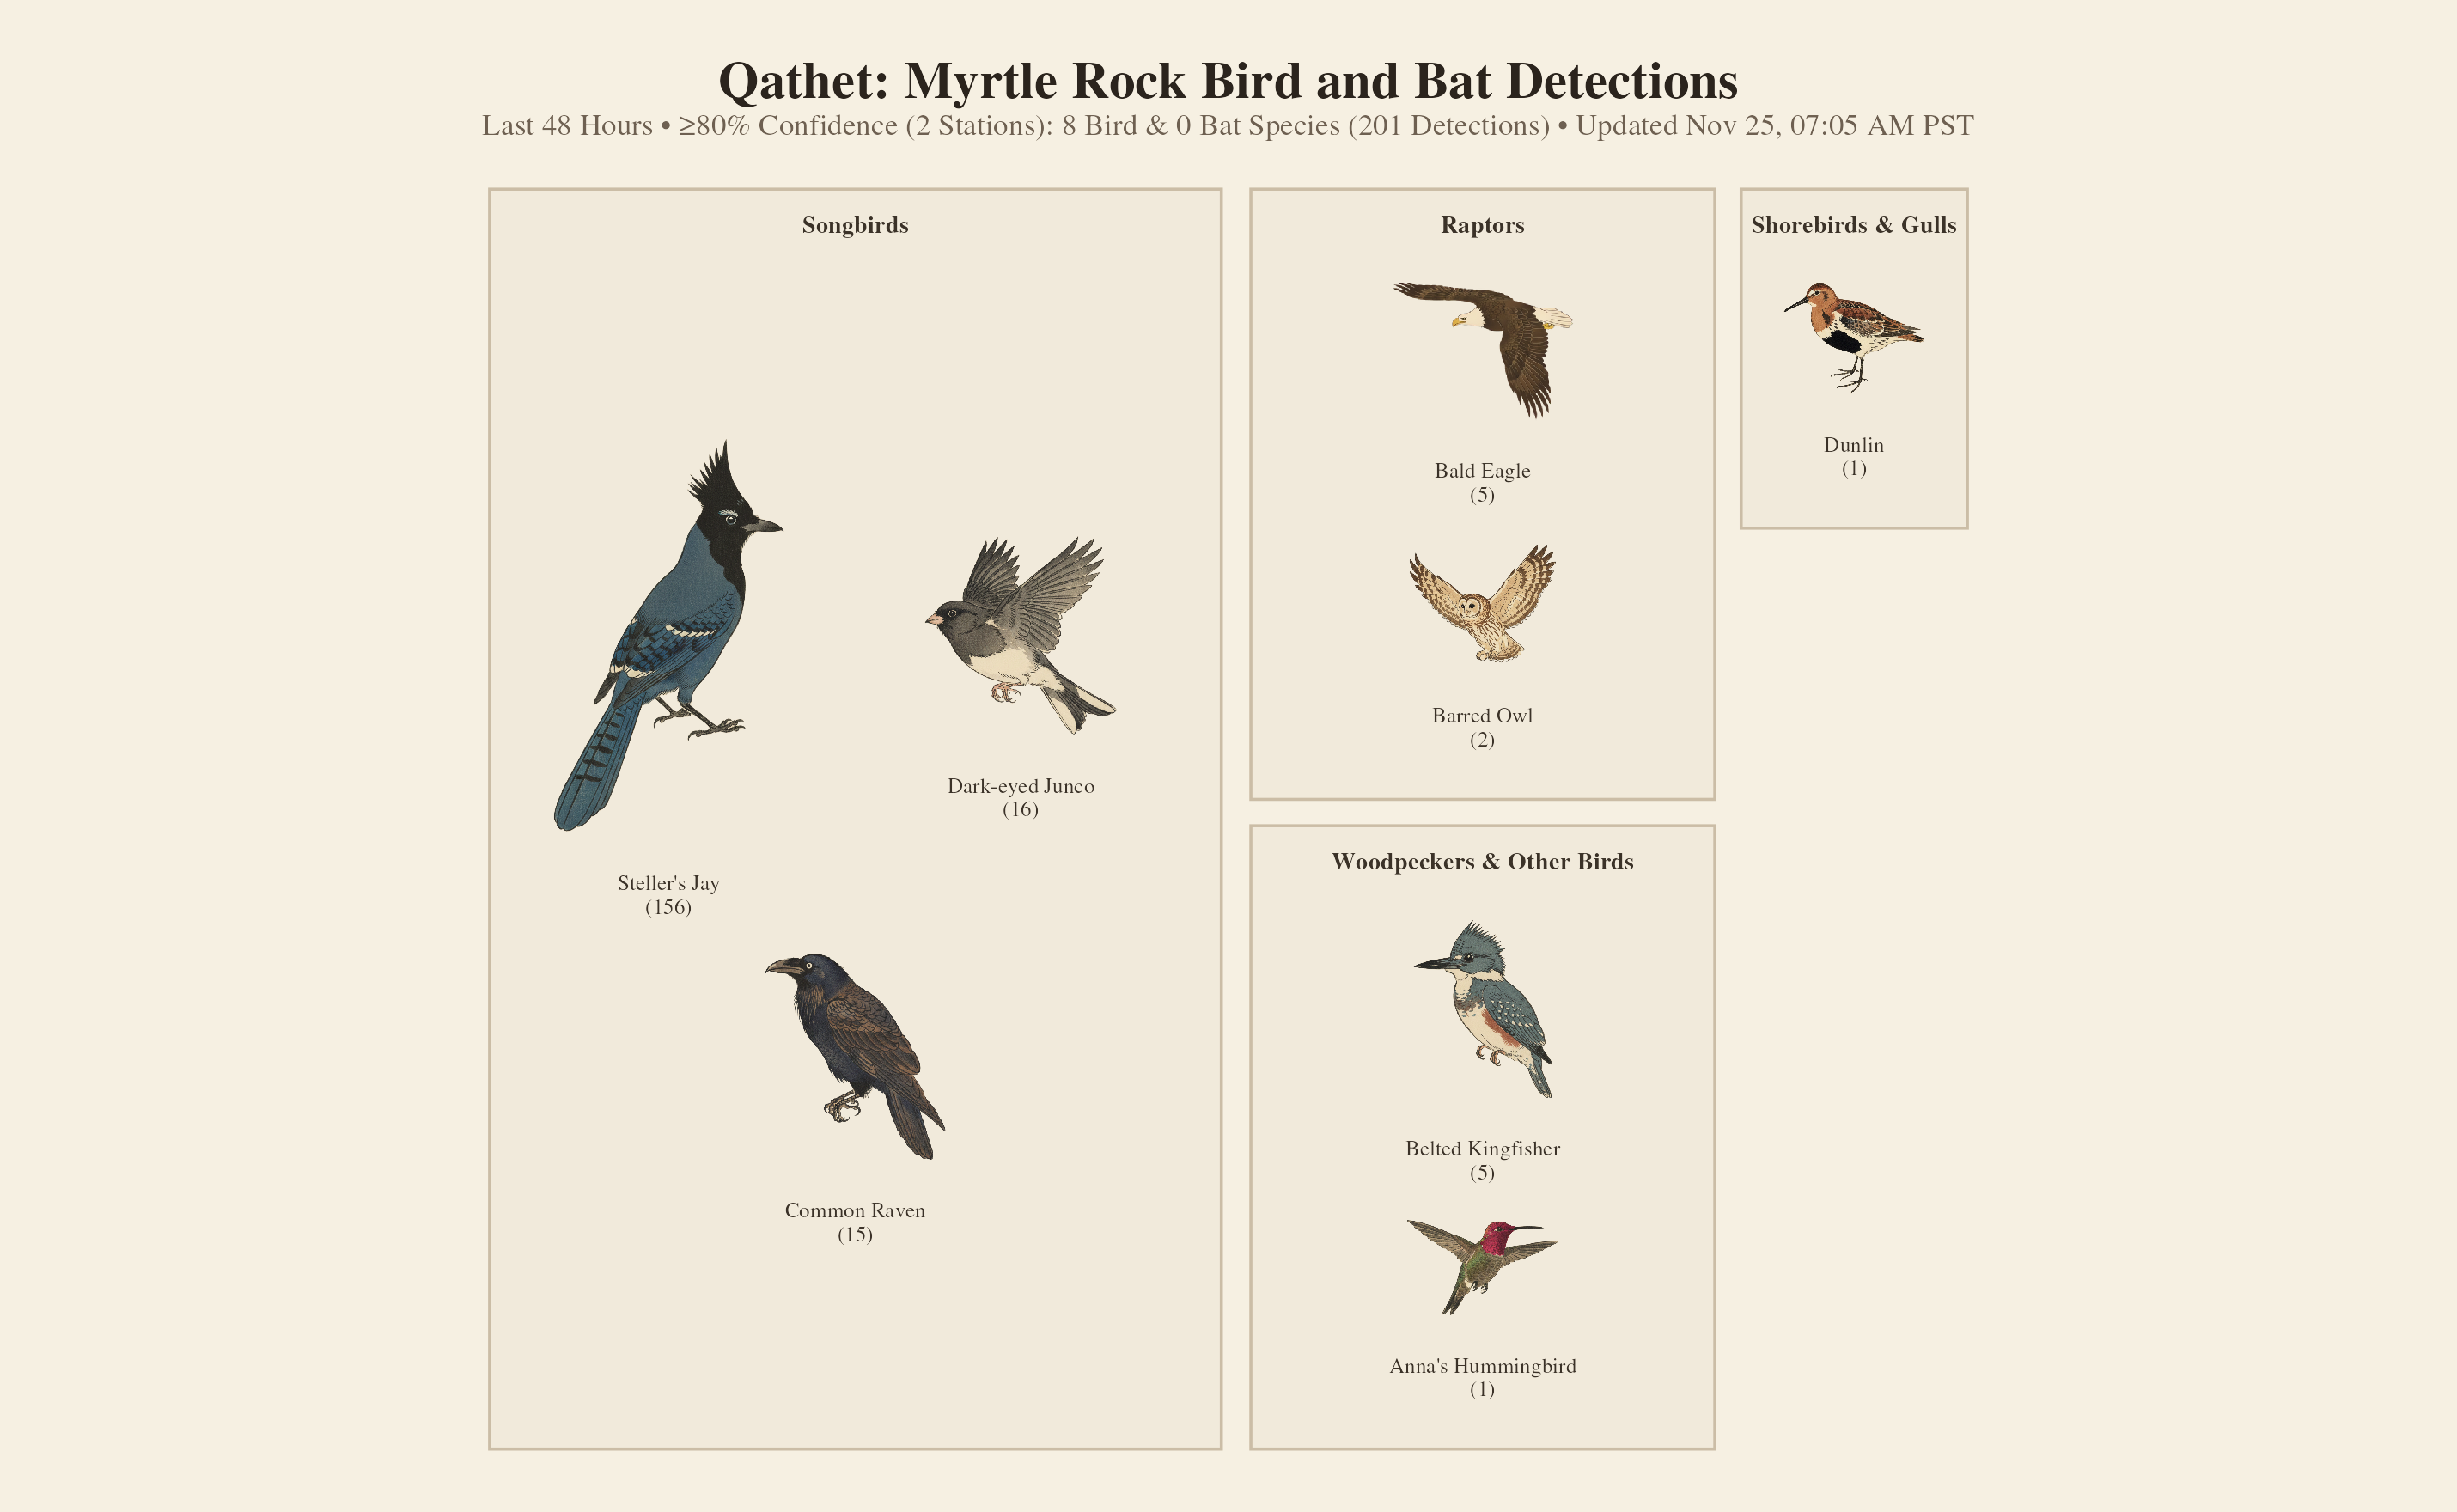 Qathet: Myrtle Rock Bird and Bat Detections
Last 48 Hours • ≥80% Confidence (2 Stations): 8 Bird & 0 Bat Species (201 Detections) • Updated Nov 25, 07:05 AM PST
Songbirds
Steller's Jay
(156)
Dark-eyed Junco
(16)
Common Raven
(15)
Raptors
Bald Eagle
(5)
Barred Owl
(2)
Woodpeckers & Other Birds
Belted Kingfisher
(5)
Anna's Hummingbird
(1)
Shorebirds & Gulls
Dunlin
(1)